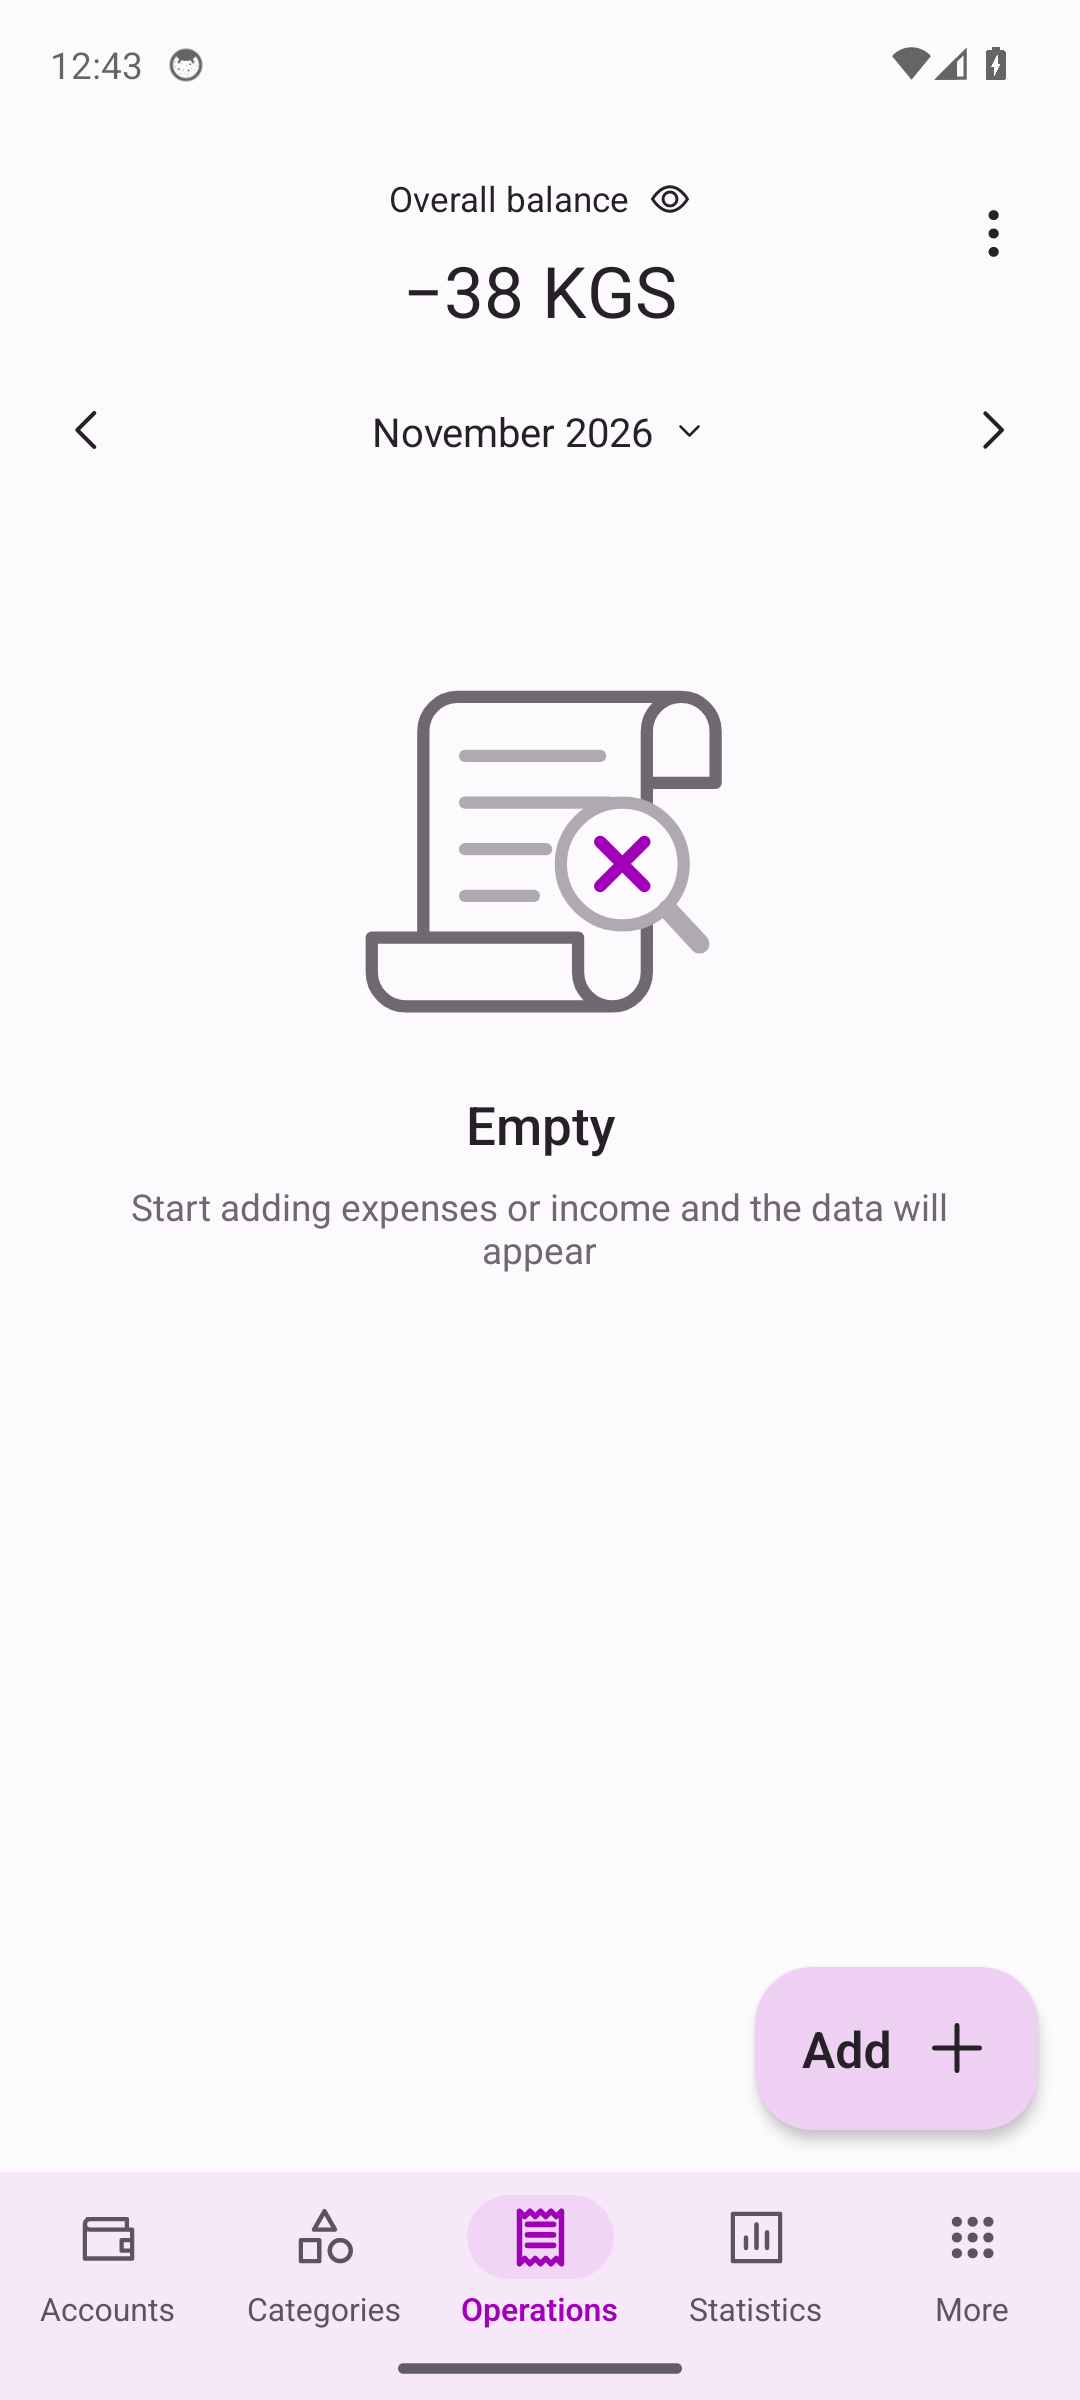 12:43
Overall balance
−38 KGS
November 2026
Empty
Start adding expenses or income and the data will
appear
Add
Accounts
Categories
Operations
Statistics
More